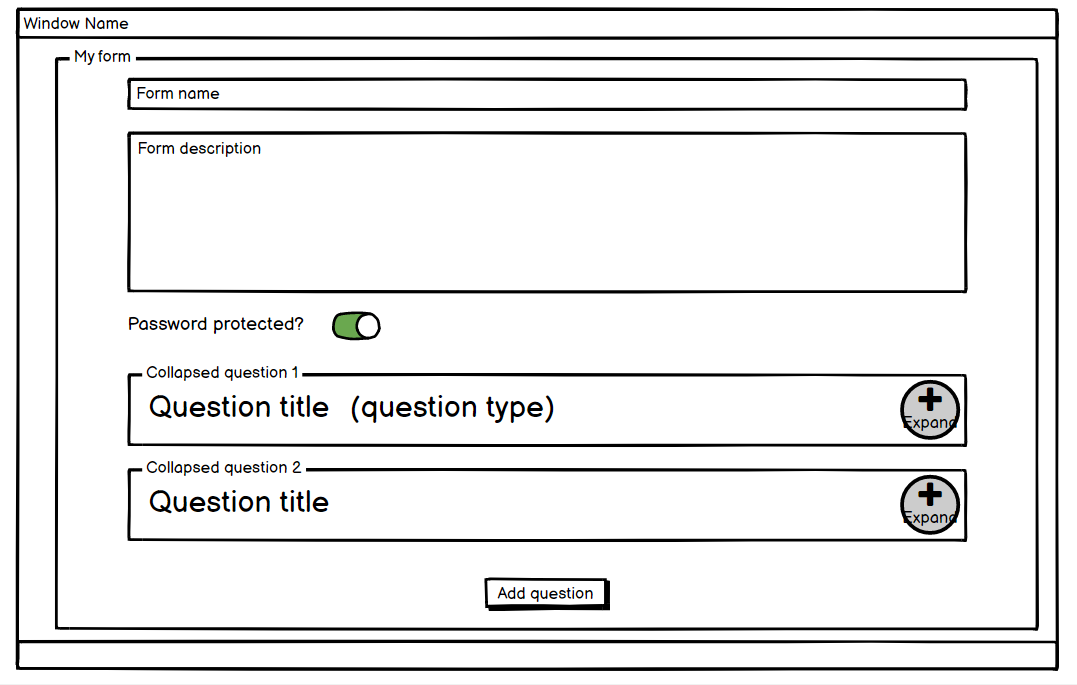 Window Name
My form
Form name
Form description
Password protected?
Collapsed question 1
Question title (question type)
Expand
Collapsed question 2
Question title
Expand
Add question